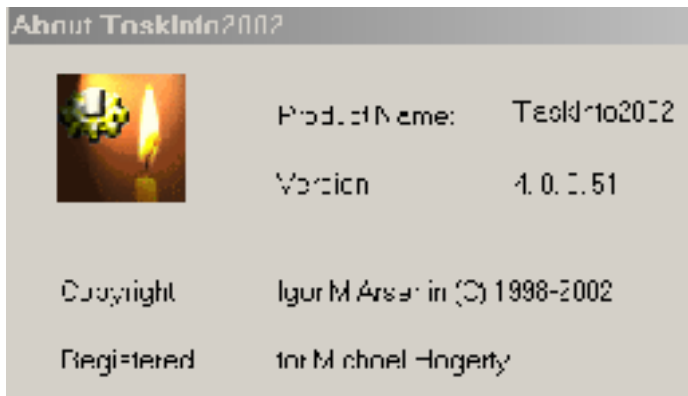 About TaskInfo2002
Product Name: TaskInfo2002
Version 4. 0. 0. 51
Copyright Igor M Arsenin (C) 1998-2002
Registered for Michael Hogerty